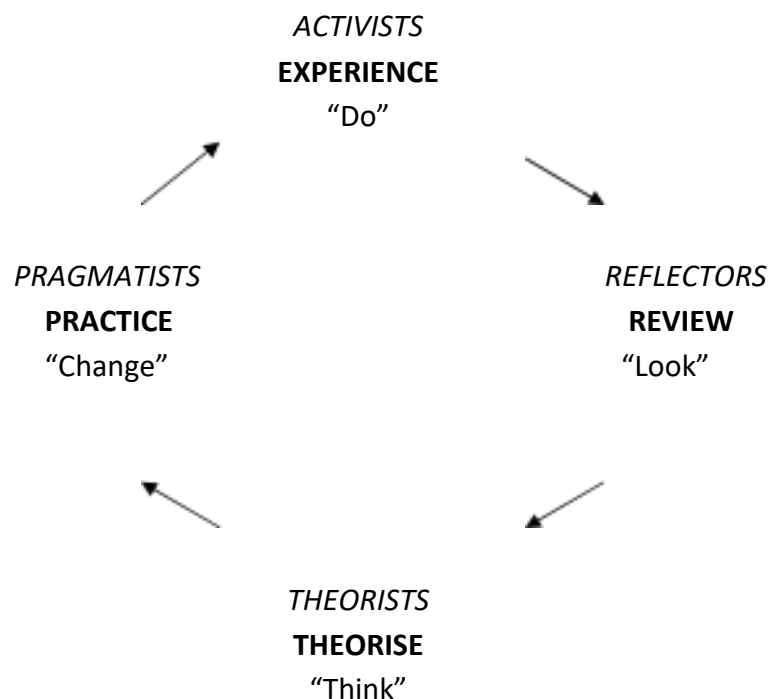 ACTIVISTS
EXPERIENCE
“Do”
PRAGMATISTS
PRACTICE
“Change”
REFLECTORS
REVIEW
“Look”
THEORISTS
THEORISE
“Think”